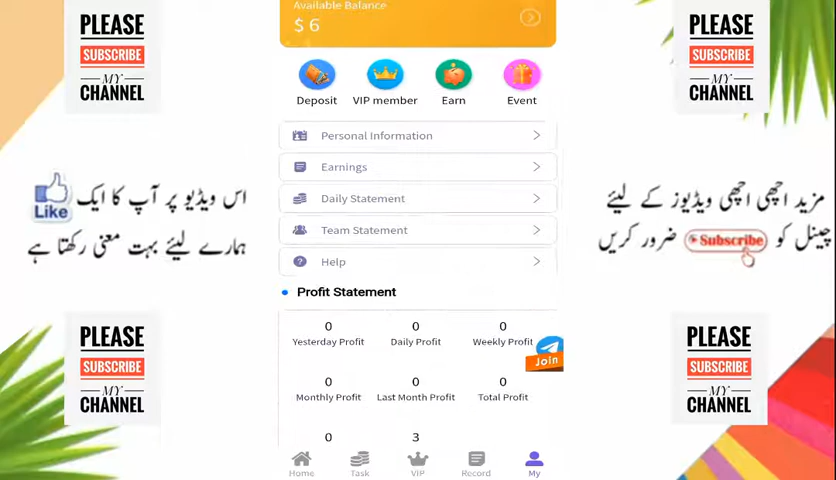 PLEASE
SUBSCRIBE
MY
CHANNEL
Like
اس ویڈیو پر آپ کا ایک
ہمارے لیئے بہت معنی رکھتا ہے
PLEASE
SUBSCRIBE
MY
CHANNEL
Available Balance
$ 6
Deposit
VIP member
Earn
Event
Personal Information
Earnings
Daily Statement
Team Statement
Help
Profit Statement
0
0
0
Yesterday Profit
Daily Profit
Weekly Profit
Join
0
0
0
Monthly Profit
Last Month Profit
Total Profit
0
3
Home
Task
VIP
Record
My
PLEASE
SUBSCRIBE
MY
CHANNEL
مزید اچھی اچھی ویڈیوز کے لیئے
چینل کو Subscribe ضرور کریں
PLEASE
SUBSCRIBE
MY
CHANNEL